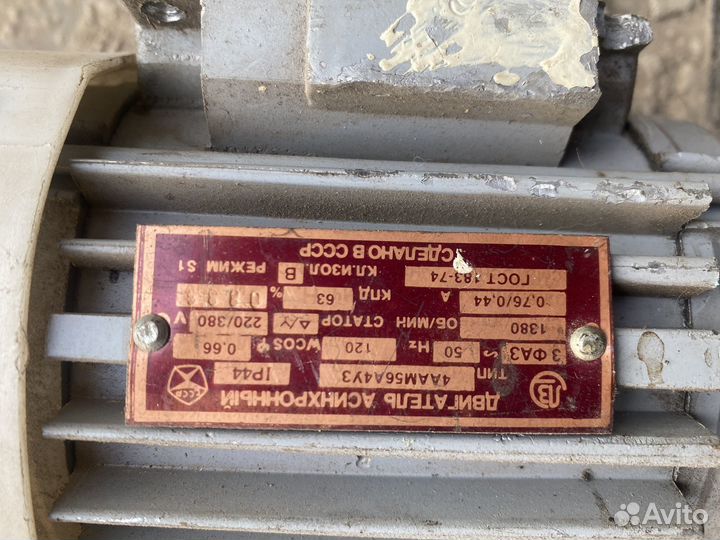 ДВИГАТЕЛЬ АСИНХРОННЫЙ
ТИП 4ААМ56А4У3 IP44
СССР
3 ФАЗ ~ 50 Hz 120 W COS φ 0.66
1380 ОБ/МИН СТАТОР Δ/Y 220/380 V
0,76/0,44 А КПД 63 %
ГОСТ 183-74 КЛ.ИЗОЛ. B РЕЖИМ S1
СДЕЛАНО В СССР
Avito